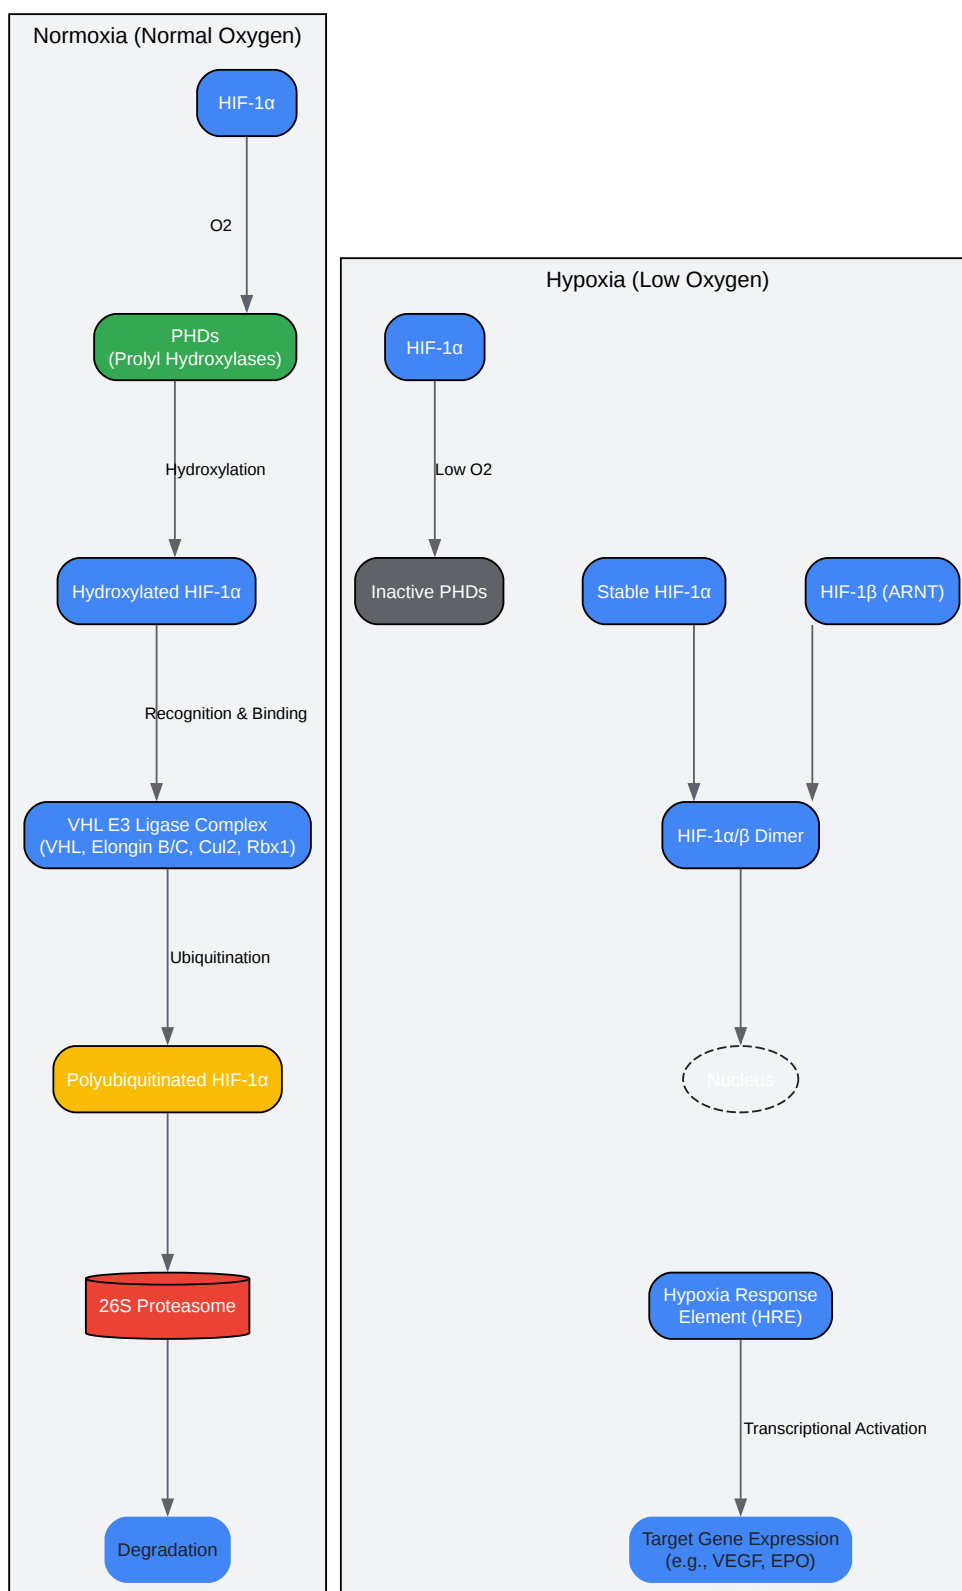 Normoxia (Normal Oxygen)
HIF-1α
O2
PHDs
(Prolyl Hydroxylases)
Hydroxylation
Hydroxylated HIF-1α
Recognition & Binding
VHL E3 Ligase Complex
(VHL, Elongin B/C, Cul2, Rbx1)
Ubiquitination
Polyubiquitinated HIF-1α
26S Proteasome
Degradation
Hypoxia (Low Oxygen)
HIF-1α
Low O2
Inactive PHDs
Stable HIF-1α
HIF-1β (ARNT)
HIF-1α/β Dimer
Nucleus
Hypoxia Response
Element (HRE)
Transcriptional Activation
Target Gene Expression
(e.g., VEGF, EPO)